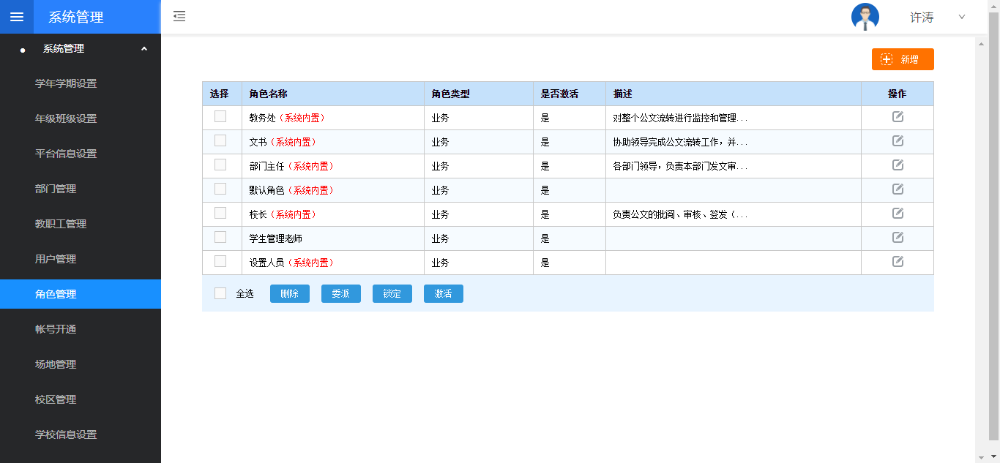 系统管理
许涛
系统管理
学年学期设置
年级班级设置
平台信息设置
部门管理
教职工管理
用户管理
角色管理
帐号开通
场地管理
校区管理
学校信息设置
新增
选择 角色名称 角色类型 是否激活 描述 操作
教务处（系统内置） 业务 是 对整个公文流转进行监控和管理...
文书（系统内置） 业务 是 协助领导完成公文流转工作，并...
部门主任（系统内置） 业务 是 各部门领导，负责本部门发文审...
默认角色（系统内置） 业务 是
校长（系统内置） 业务 是 负责公文的批阅、审核、签发（...
学生管理老师 业务 是
设置人员（系统内置） 业务 是
全选 删除 委派 锁定 激活